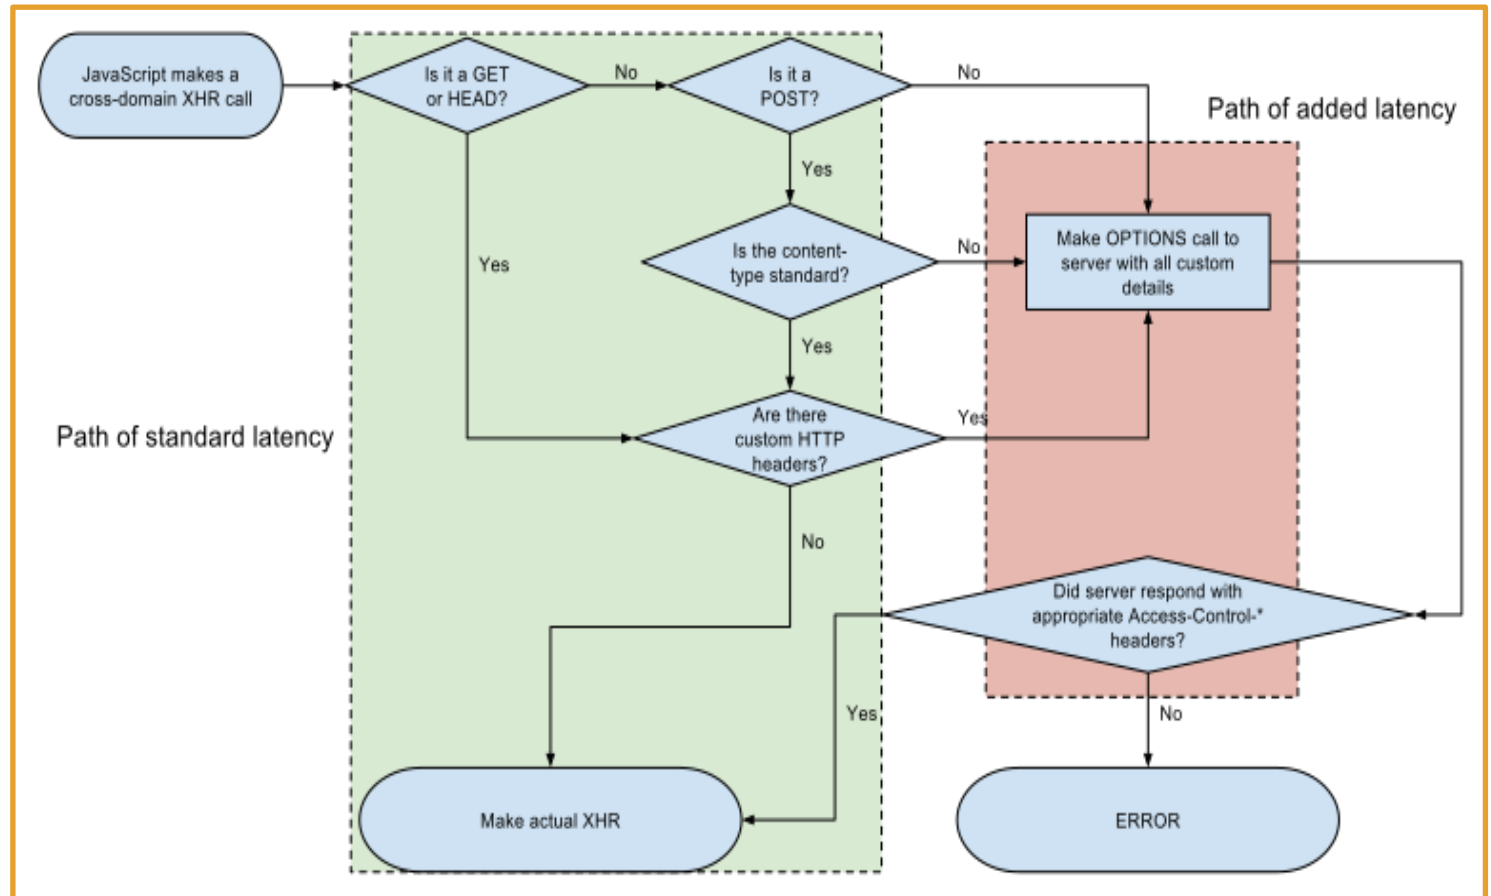 JavaScript makes a
cross-domain XHR call
Is it a GET
or HEAD?
No
Is it a
POST?
No
Path of added latency
Yes
Yes
Is the content-
type standard?
No
Make OPTIONS call to
server with all custom
details
Yes
Path of standard latency
Are there
custom HTTP
headers?
Yes
No
Did server respond with
appropriate Access-Control-*
headers?
Yes
No
Make actual XHR
ERROR